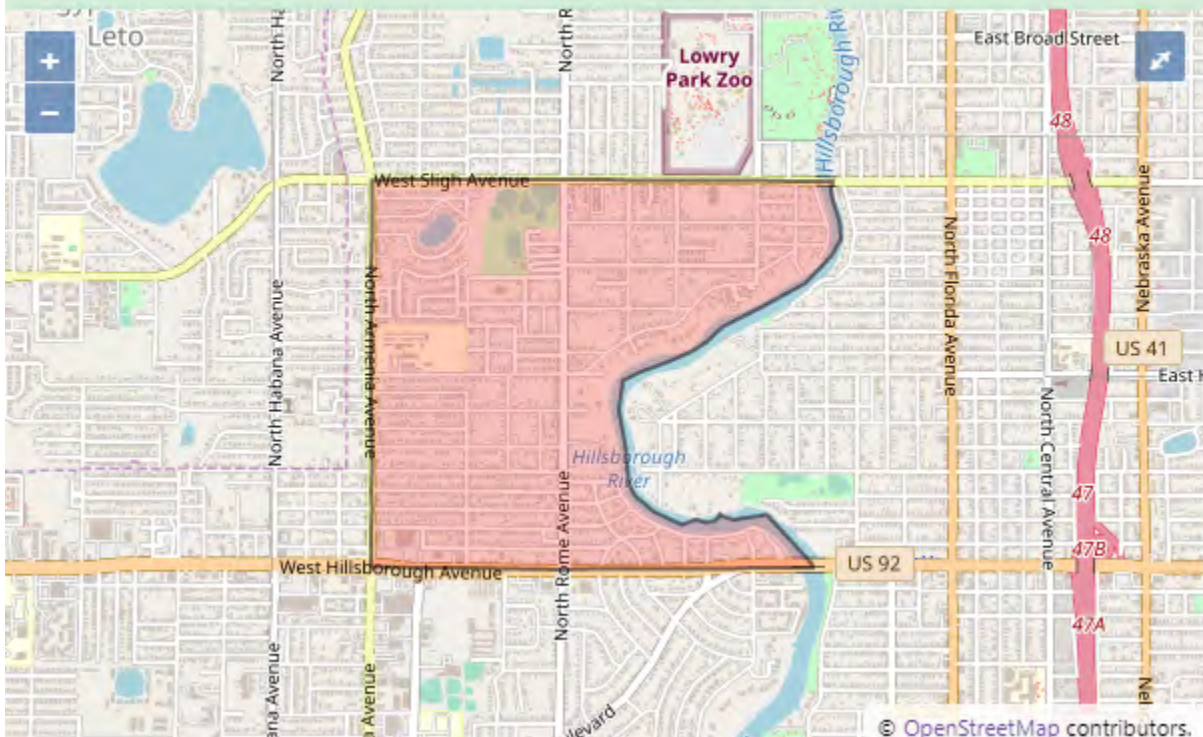 Leto
North Ha
North R
Lowry
Park Zoo
Hillsborough Riv
East Broad Street
48
+
−
West Sligh Avenue
48
North Habana Avenue
North Armenia Avenue
North Florida Avenue
Nebraska Avenue
US 41
East H
North Central Avenue
Hillsborough
River
47
North Rome Avenue
47B
West Hillsborough Avenue
US 92
47A
ana Avenue
a Avenue
levard
Neb
© OpenStreetMap contributors.